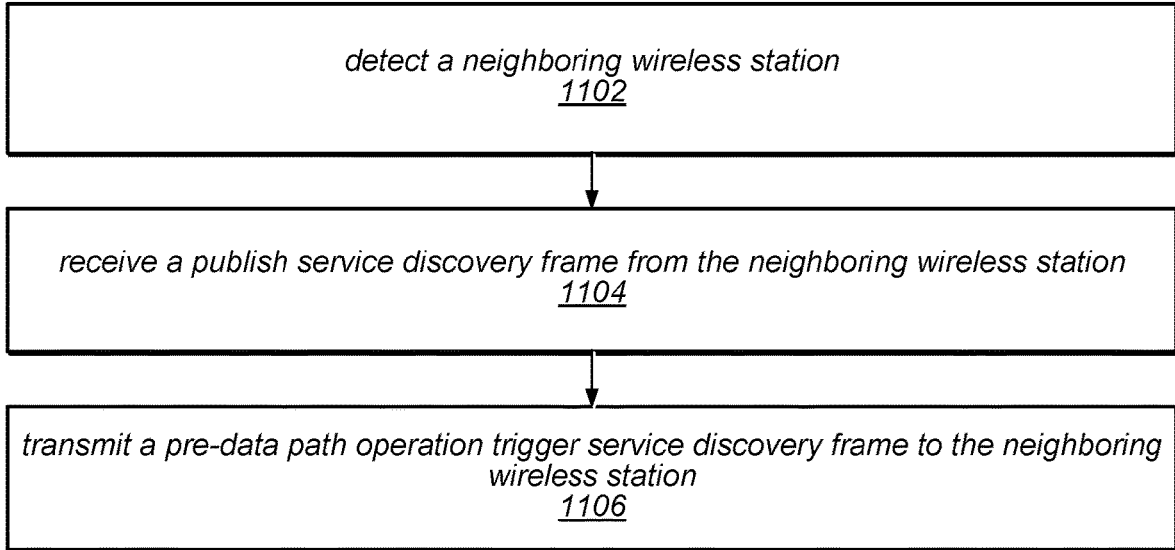 detect a neighboring wireless station
1102
receive a publish service discovery frame from the neighboring wireless station
1104
transmit a pre-data path operation trigger service discovery frame to the neighboring
wireless station
1106